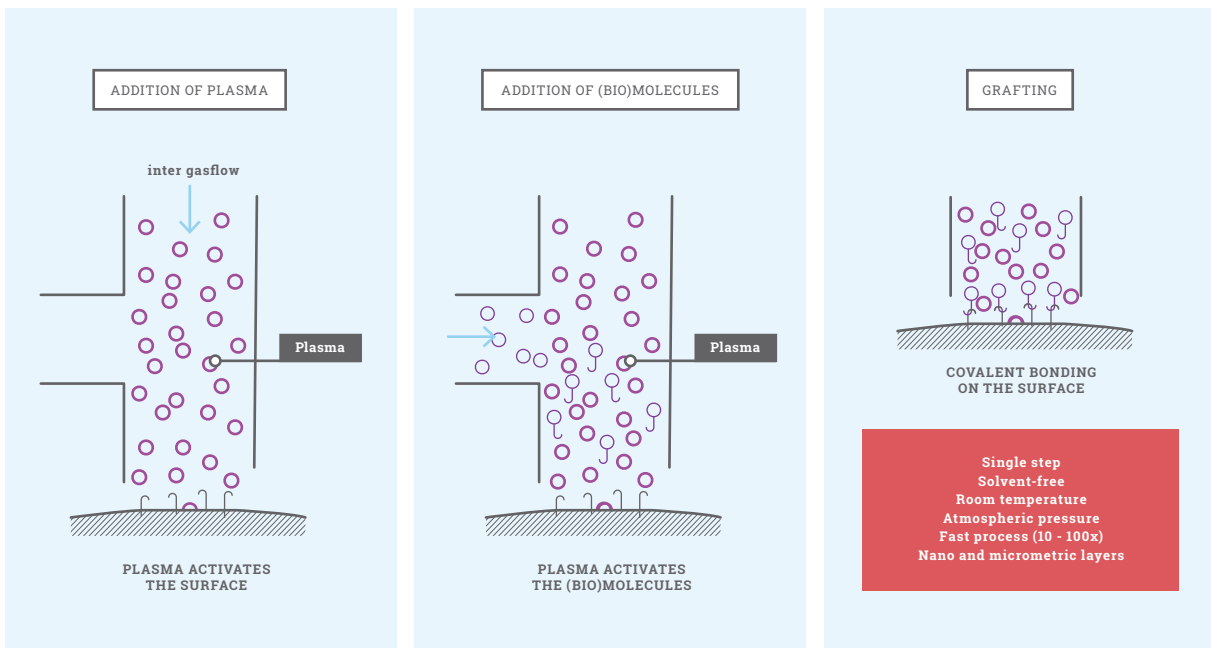 ADDITION OF PLASMA
inter gasflow
Plasma
PLASMA ACTIVATES
THE SURFACE
ADDITION OF (BIO)MOLECULES
Plasma
PLASMA ACTIVATES
THE (BIO)MOLECULES
GRAFTING
COVALENT BONDING
ON THE SURFACE
Single step
Solvent-free
Room temperature
Atmospheric pressure
Fast process (10 - 100x)
Nano and micrometric layers